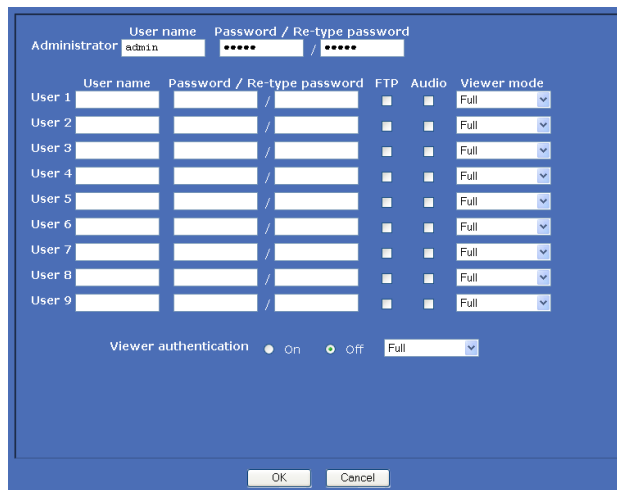 User name Password / Re-type password
Administrator admin ••••• / •••••
User name Password / Re-type password FTP Audio Viewer mode
User 1 / Full
User 2 / Full
User 3 / Full
User 4 / Full
User 5 / Full
User 6 / Full
User 7 / Full
User 8 / Full
User 9 / Full
Viewer authentication On Off Full
OK Cancel